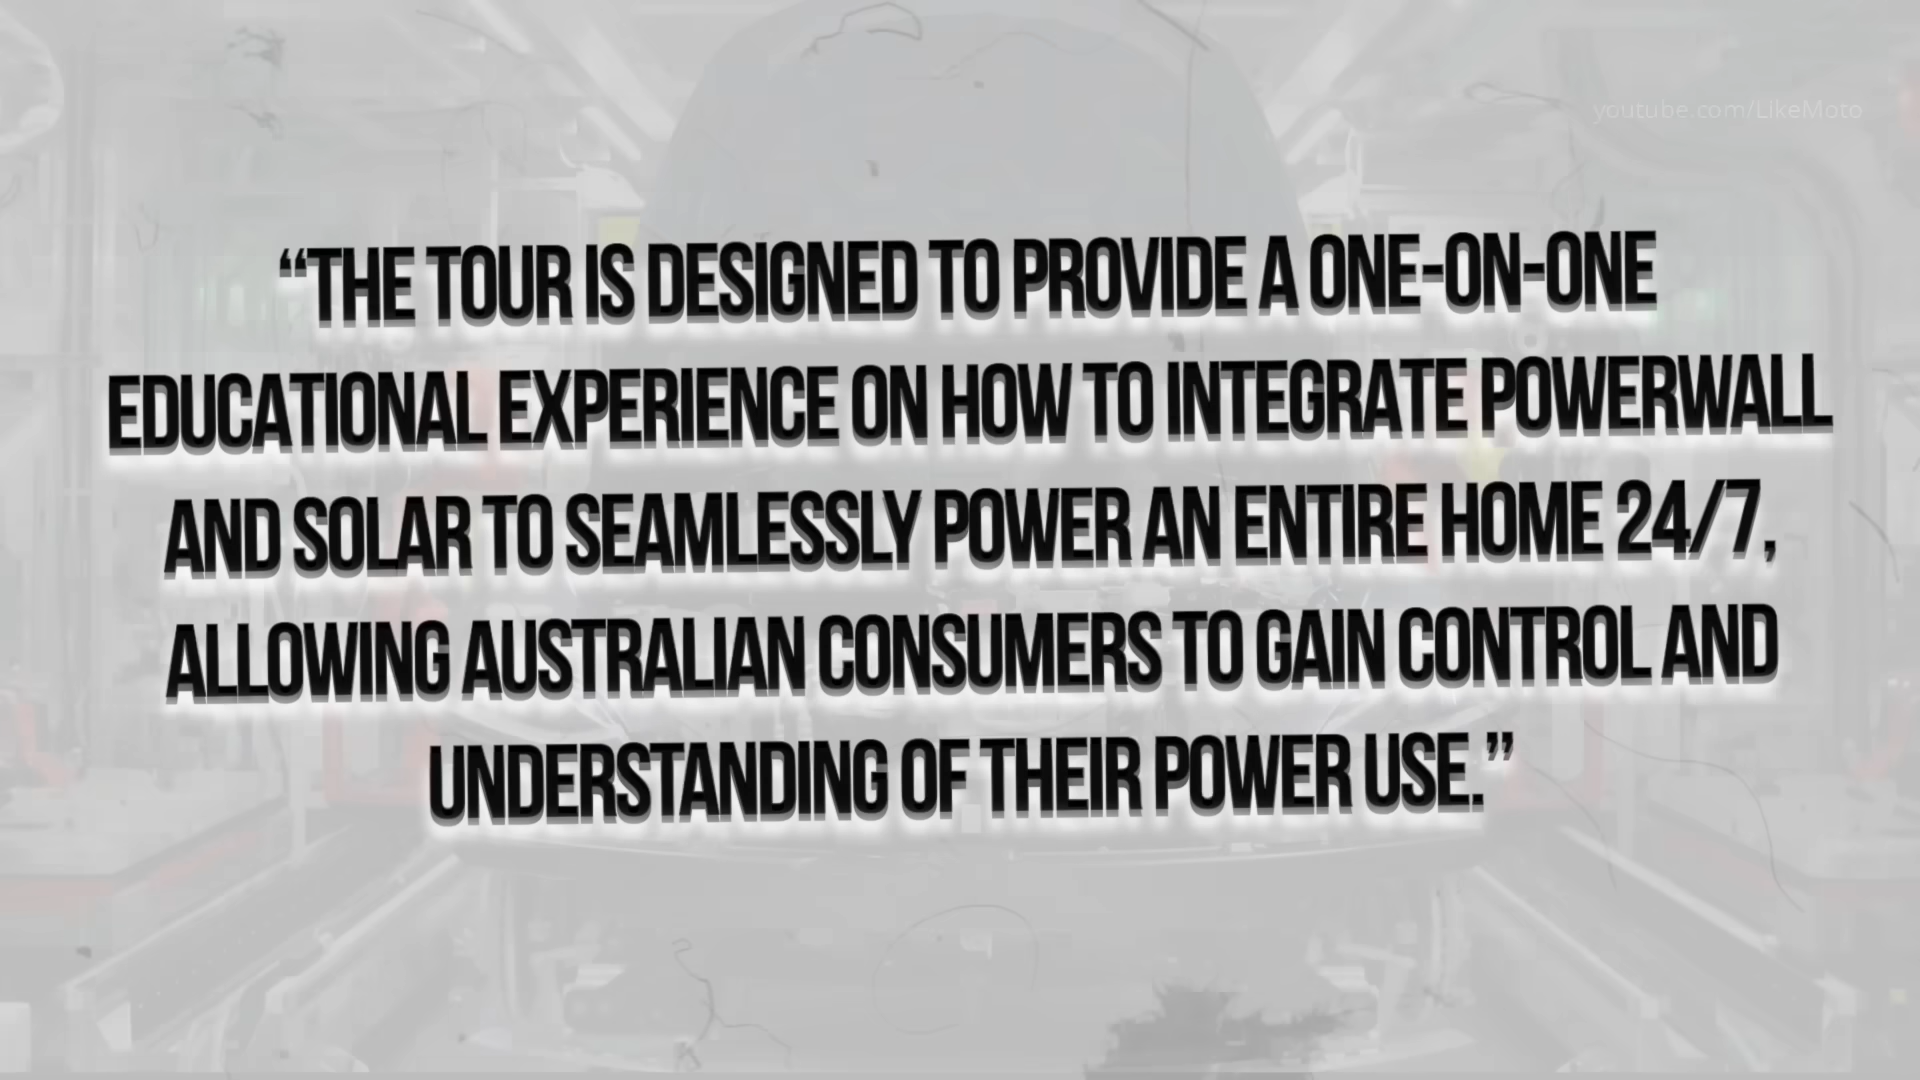 youtube.com/LikeMoto
“THE TOUR IS DESIGNED TO PROVIDE A ONE-ON-ONE
EDUCATIONAL EXPERIENCE ON HOW TO INTEGRATE POWERWALL
AND SOLAR TO SEAMLESSLY POWER AN ENTIRE HOME 24/7,
ALLOWING AUSTRALIAN CONSUMERS TO GAIN CONTROL AND
UNDERSTANDING OF THEIR POWER USE.”